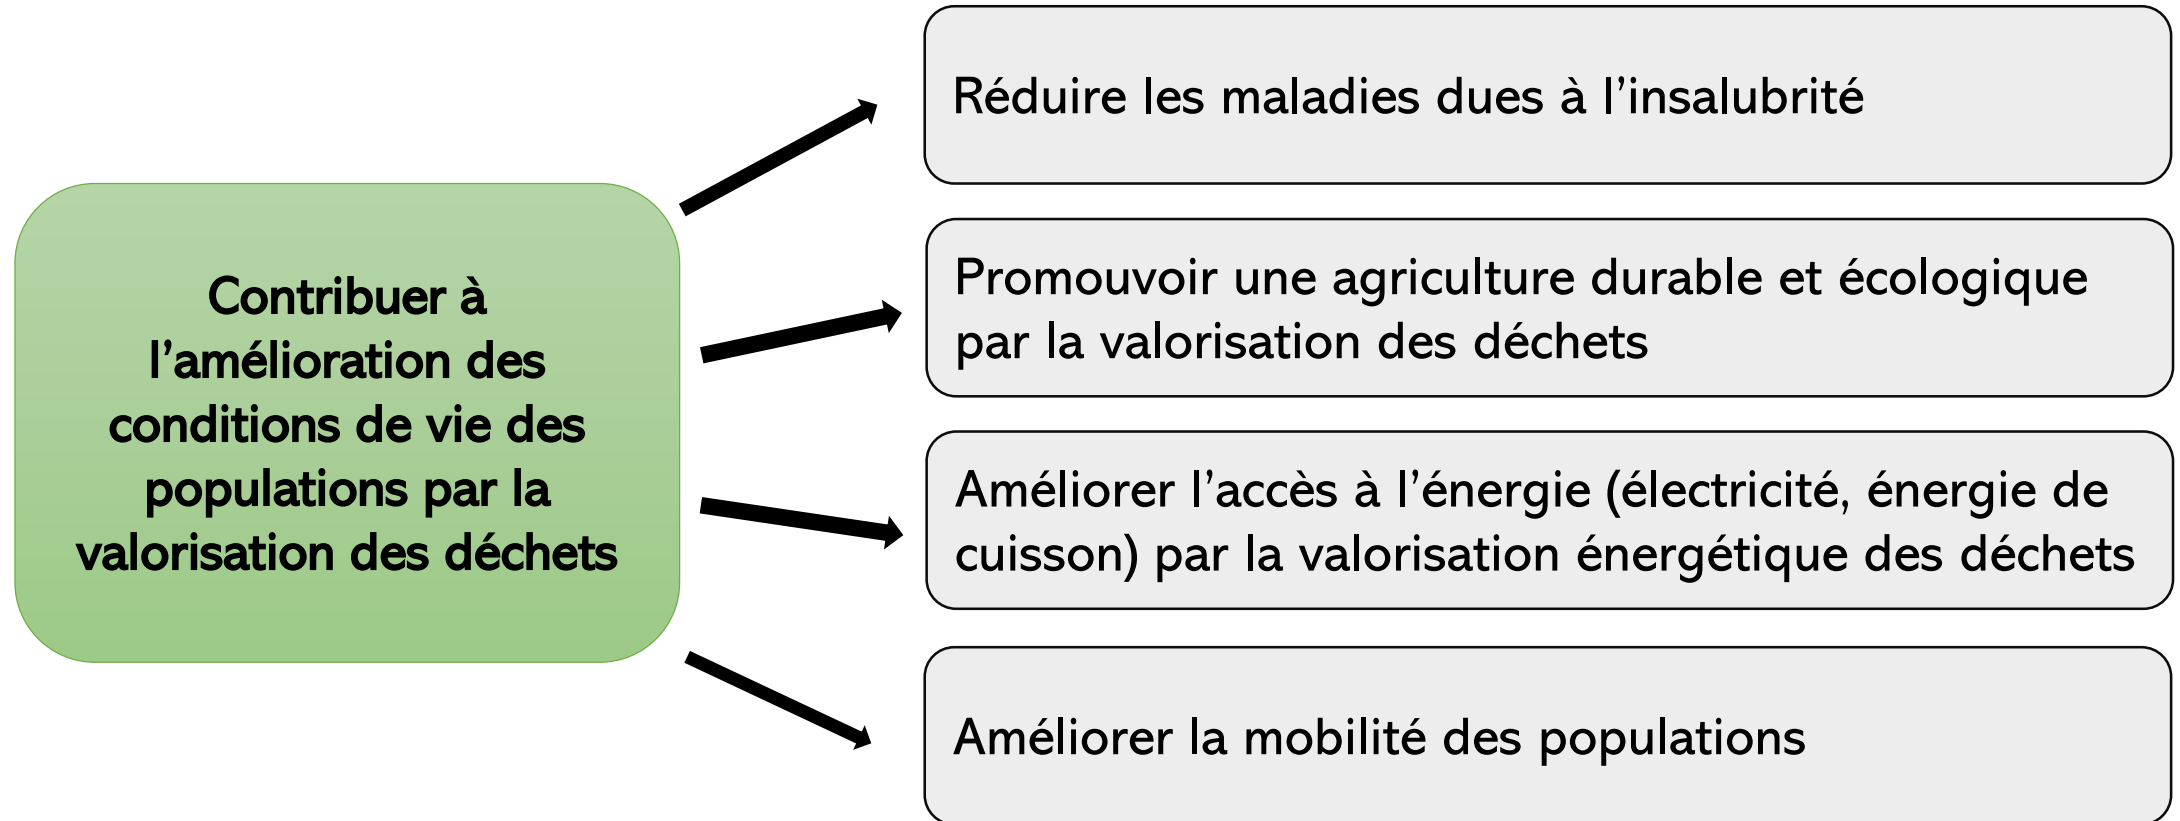 Contribuer à
l’amélioration des
conditions de vie des
populations par la
valorisation des déchets
Réduire les maladies dues à l’insalubrité
Promouvoir une agriculture durable et écologique
par la valorisation des déchets
Améliorer l’accès à l’énergie (électricité, énergie de
cuisson) par la valorisation énergétique des déchets
Améliorer la mobilité des populations